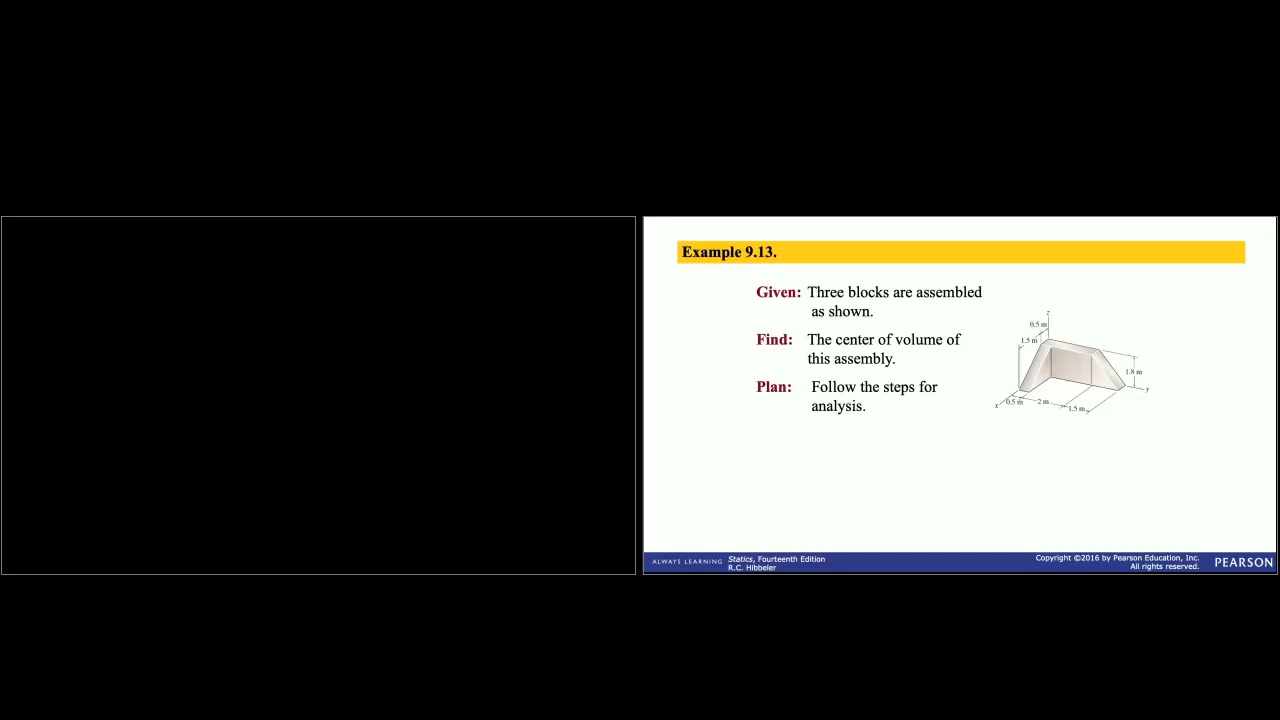 Example 9.13.
Given: Three blocks are assembled
as shown.
Find: The center of volume of
this assembly.
Plan: Follow the steps for
analysis.
z
0.5 m
1.5 m
1.8 m
y
x
0.5 m
2 m
1.5 m
ALWAYS LEARNING
Statics, Fourteenth Edition
R.C. Hibbeler
Copyright ©2016 by Pearson Education, Inc.
All rights reserved.
PEARSON